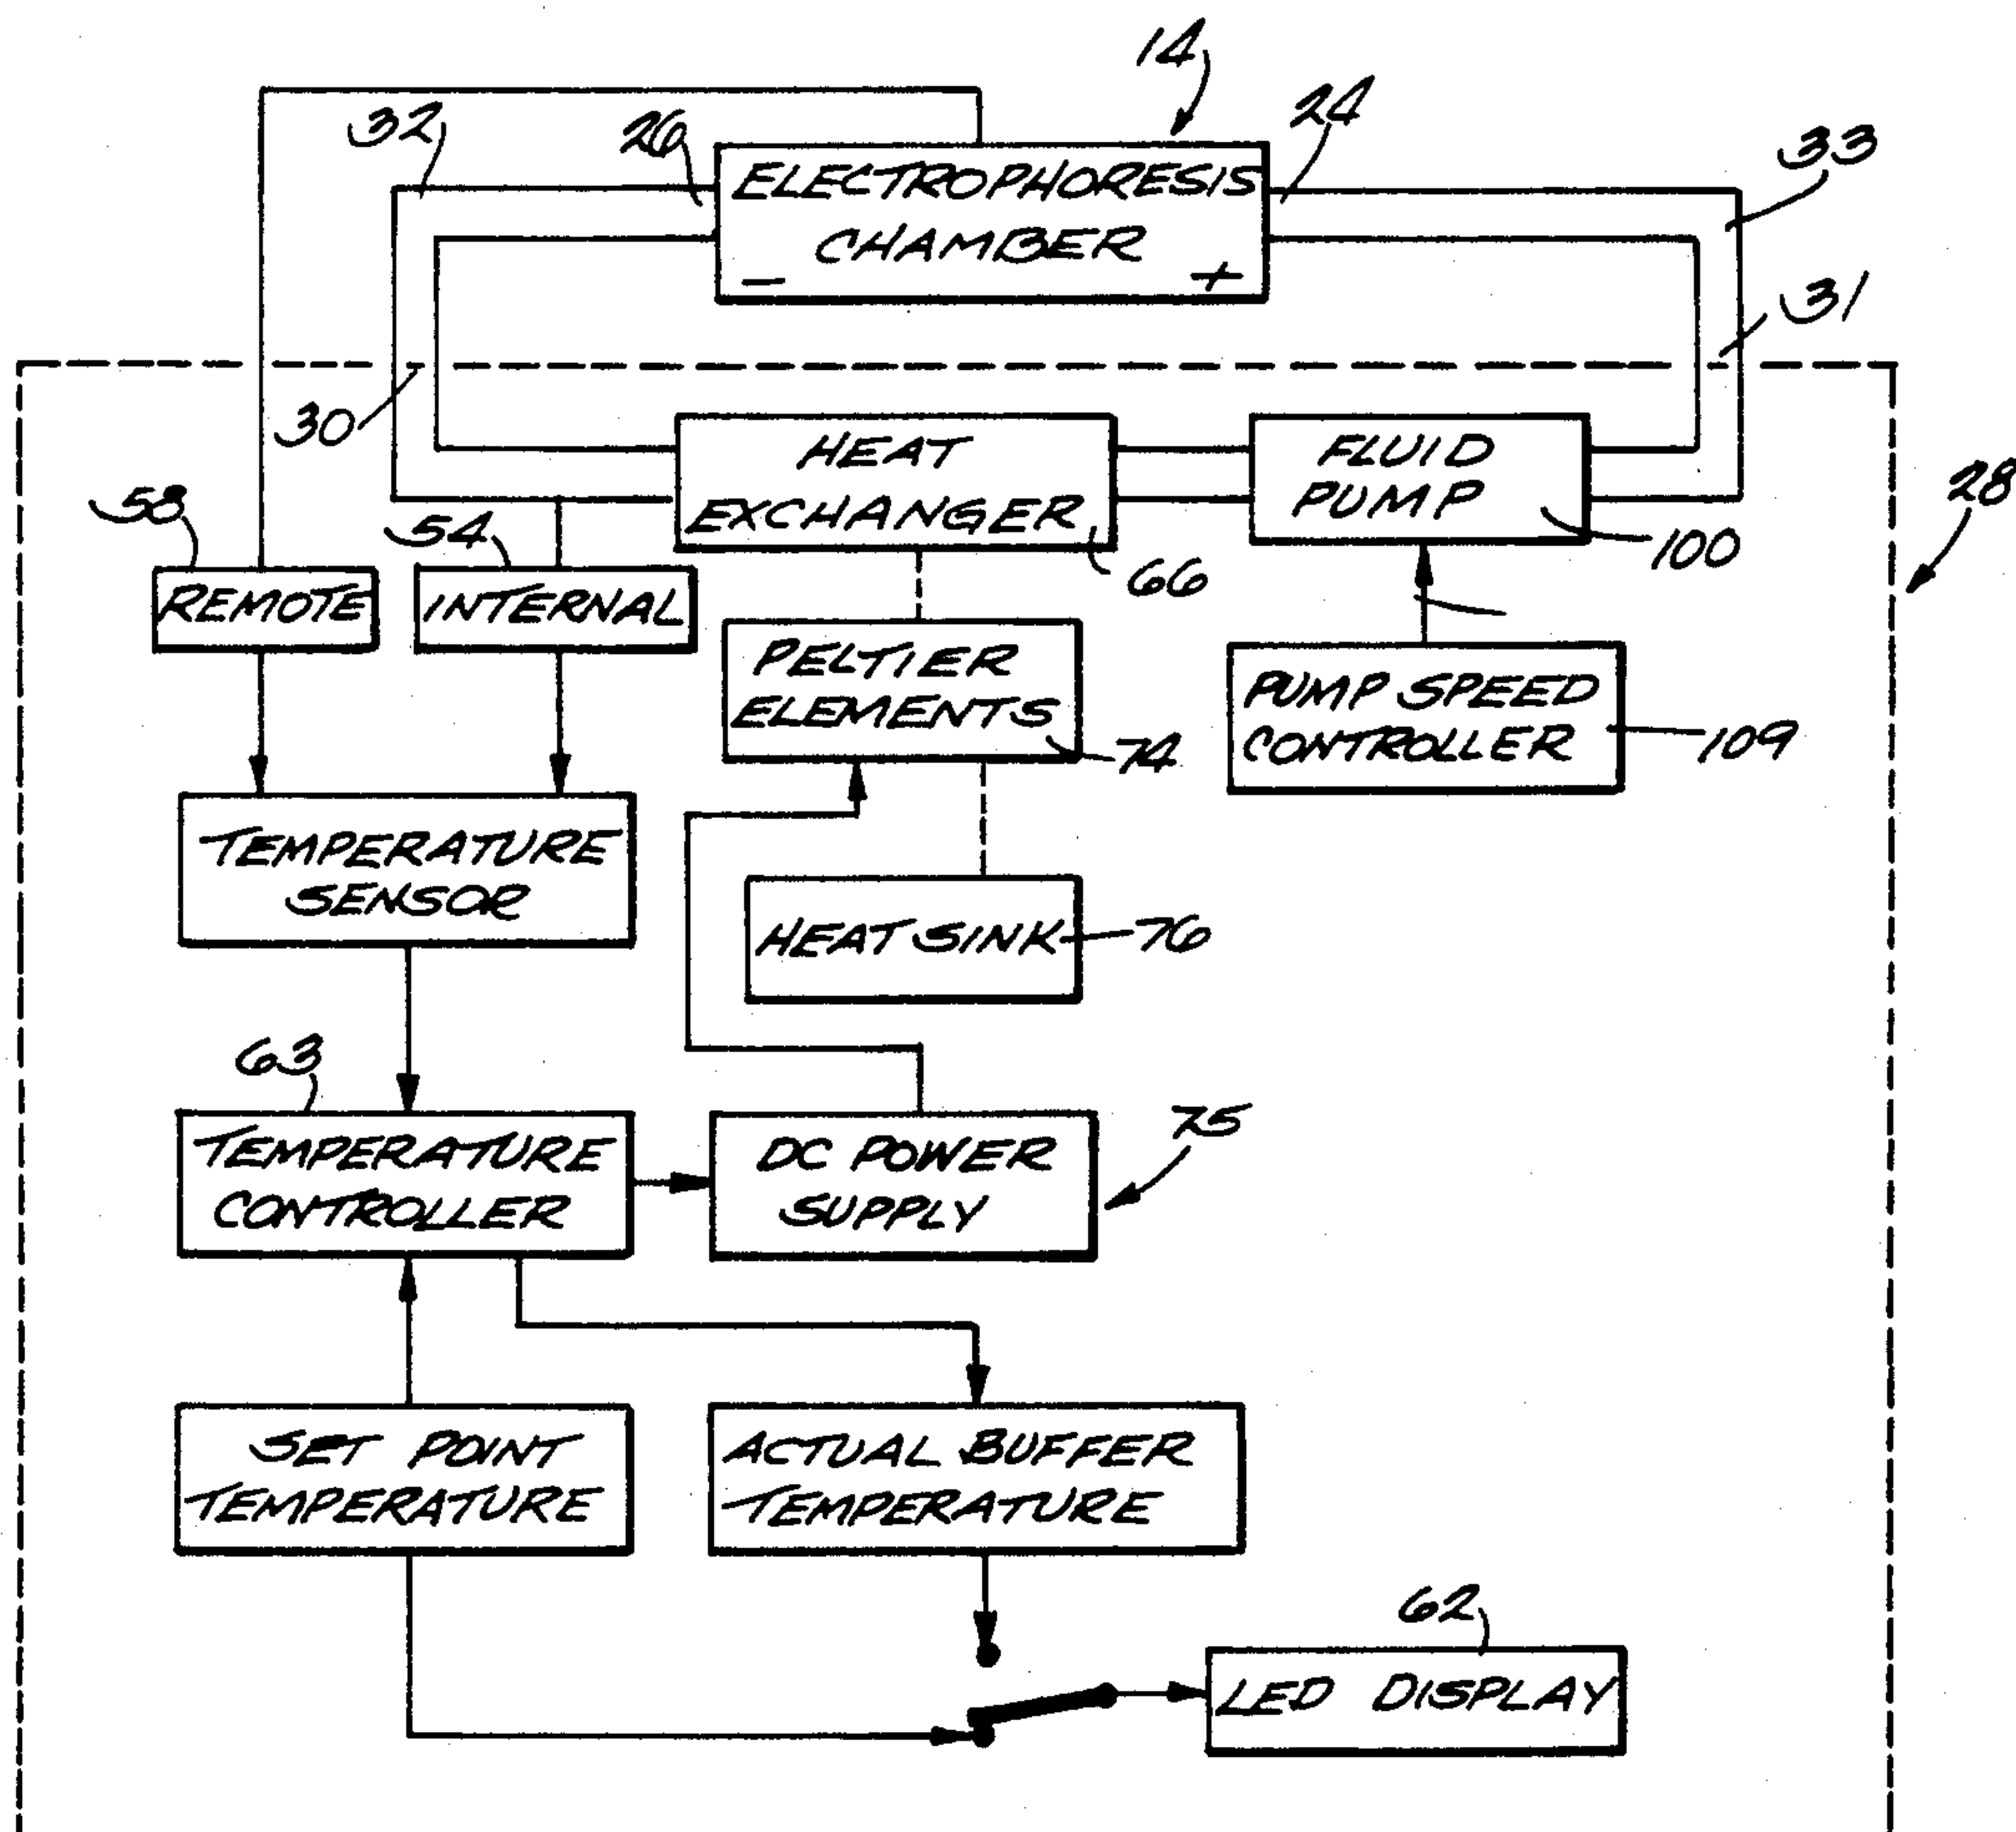 14
32
26
24
33
ELECTROPHORESIS
CHAMBER
- +
31
30
HEAT
EXCHANGER
FLUID
PUMP
28
58
54
100
66
REMOTE
INTERNAL
PELTIER
ELEMENTS
74
PUMP SPEED
CONTROLLER
109
TEMPERATURE
SENSOR
HEAT SINK
76
63
75
TEMPERATURE
CONTROLLER
DC POWER
SUPPLY
SET POINT
TEMPERATURE
ACTUAL BUFFER
TEMPERATURE
62
LED DISPLAY